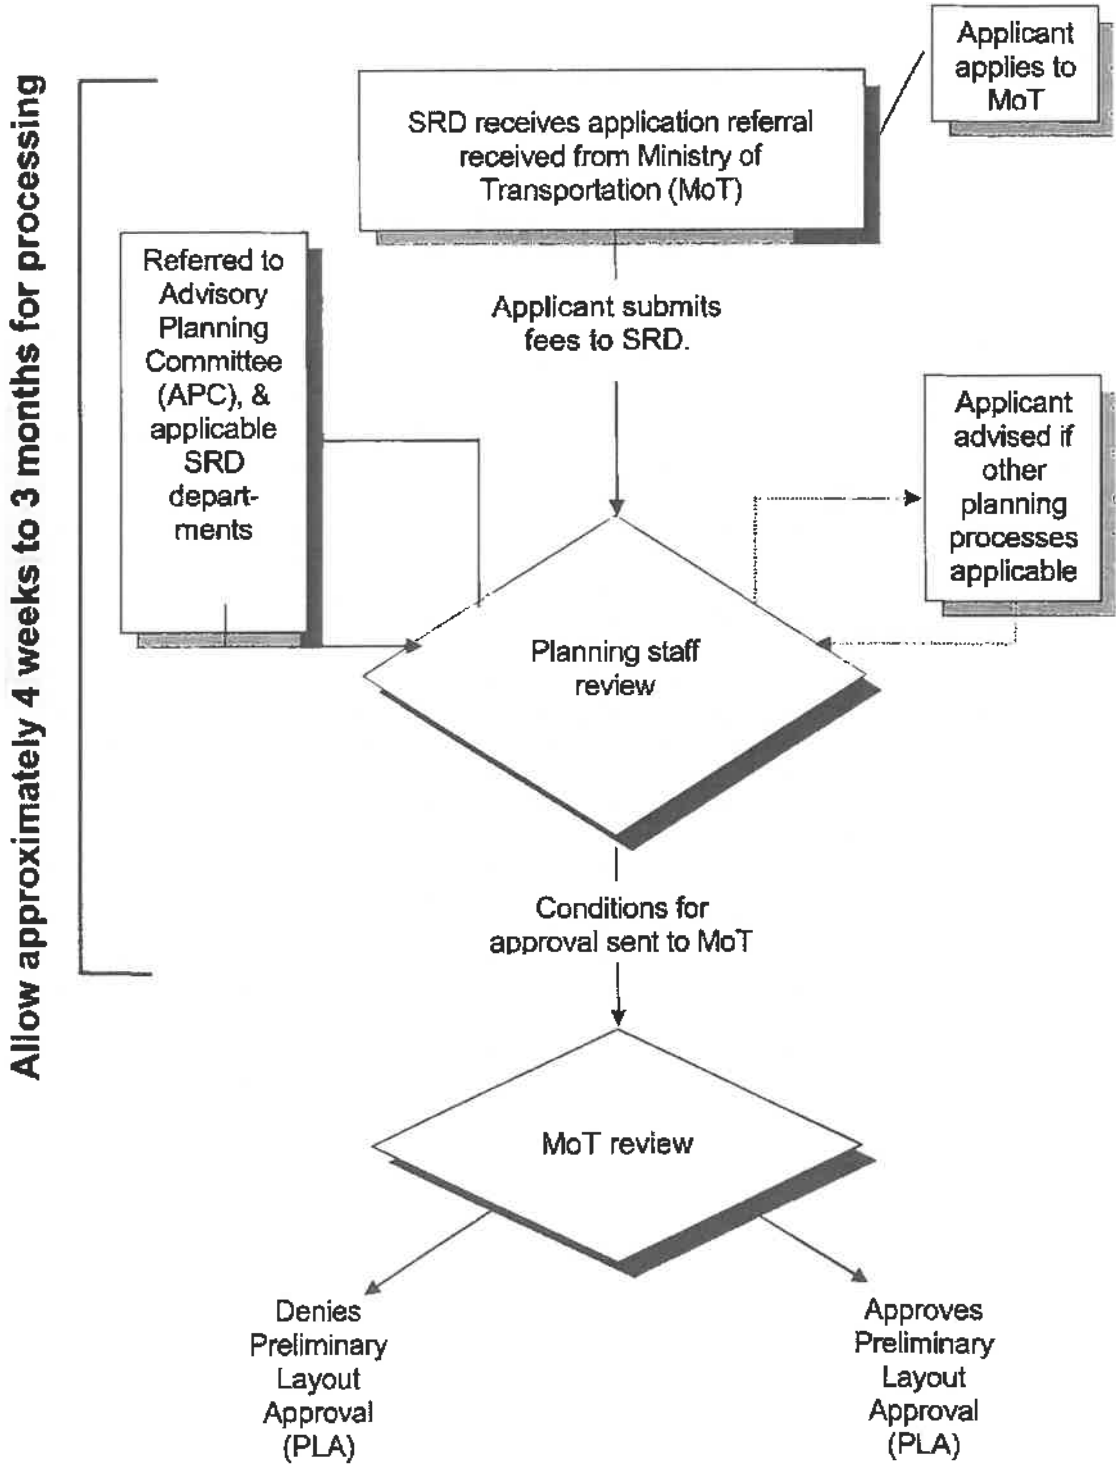 Allow approximately 4 weeks to 3 months for processing
Applicant
applies to
MoT
SRD receives application referral
received from Ministry of
Transportation (MoT)
Applicant submits
fees to SRD.
Referred to
Advisory
Planning
Committee
(APC), &
applicable
SRD
depart-
ments
Applicant
advised if
other
planning
processes
applicable
Planning staff
review
Conditions for
approval sent to MoT
MoT review
Denies
Preliminary
Layout
Approval
(PLA)
Approves
Preliminary
Layout
Approval
(PLA)